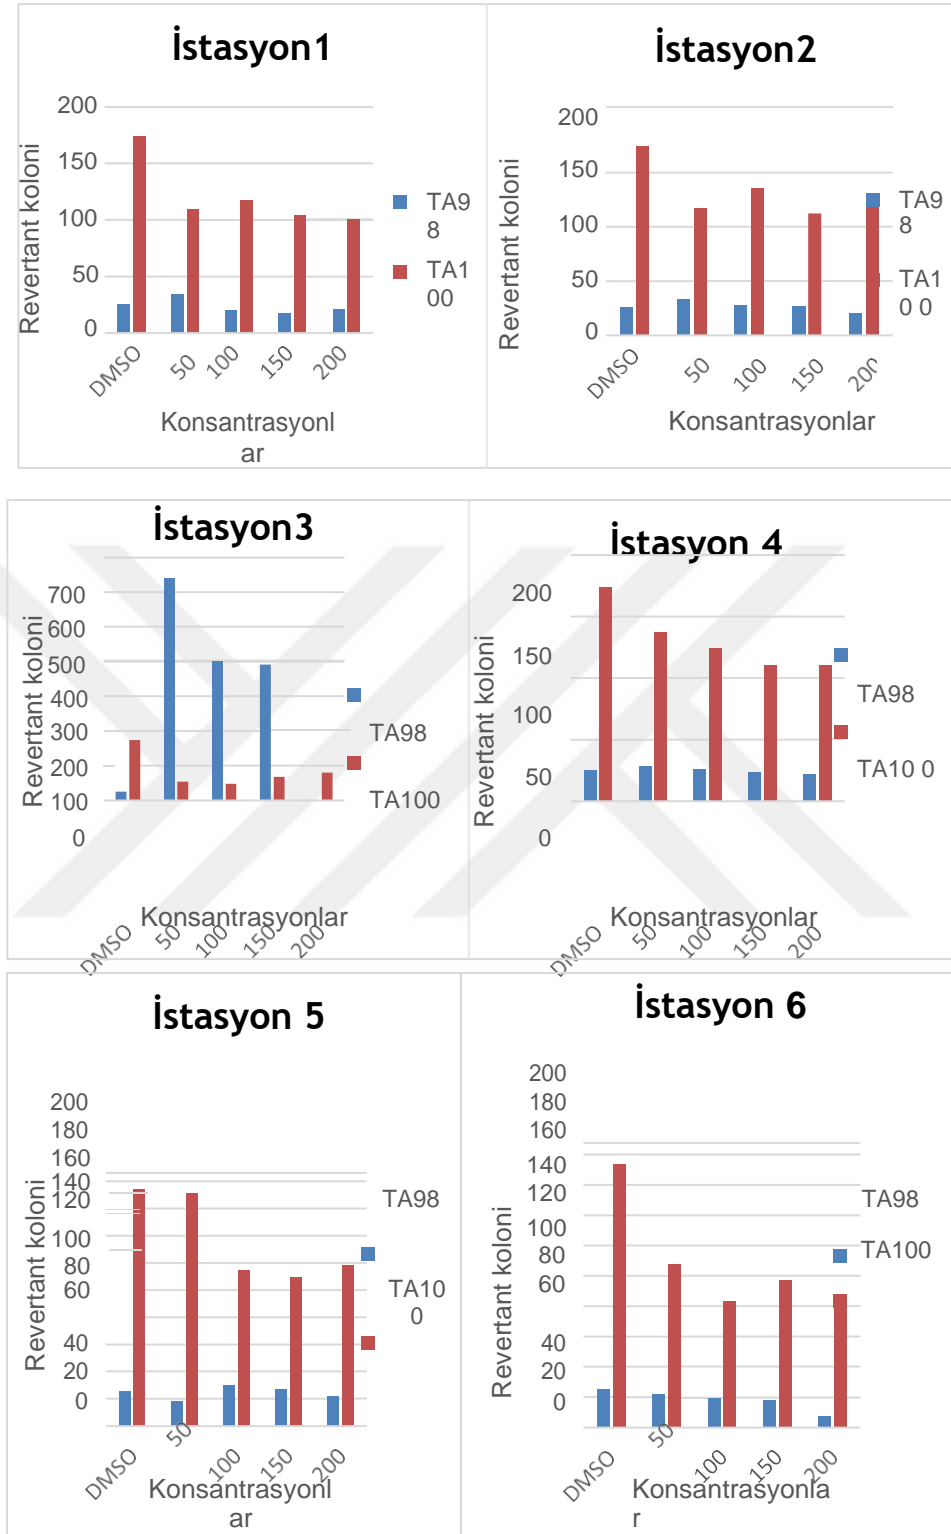 İstasyon1
200
150
100
50
0
Revertant koloni
DMSO
50
100
150
200
Konsantrasyonl
ar
TA9
8
TA1
00
İstasyon2
200
150
100
50
0
Revertant koloni
DMSO
50
100
150
200
Konsantrasyonlar
TA9
8
TA1
0 0
İstasyon3
700
600
500
400
300
200
100
0
Revertant koloni
Konsantrasyonlar
DMSO
50
100
150
200
TA98
TA100
İstasyon 4
200
150
100
50
0
Revertant koloni
Konsantrasyonlar
DMSO
50
100
150
200
TA98
TA10 0
İstasyon 5
200
180
160
140
120
100
80
60
40
20
0
Revertant koloni
DMSO
50
100
150
200
Konsantrasyonl
ar
TA98
TA10
0
İstasyon 6
200
180
160
140
120
100
80
60
40
20
0
Revertant koloni
DMSO
50
100
150
200
Konsantrasyonla
r
TA98
TA100